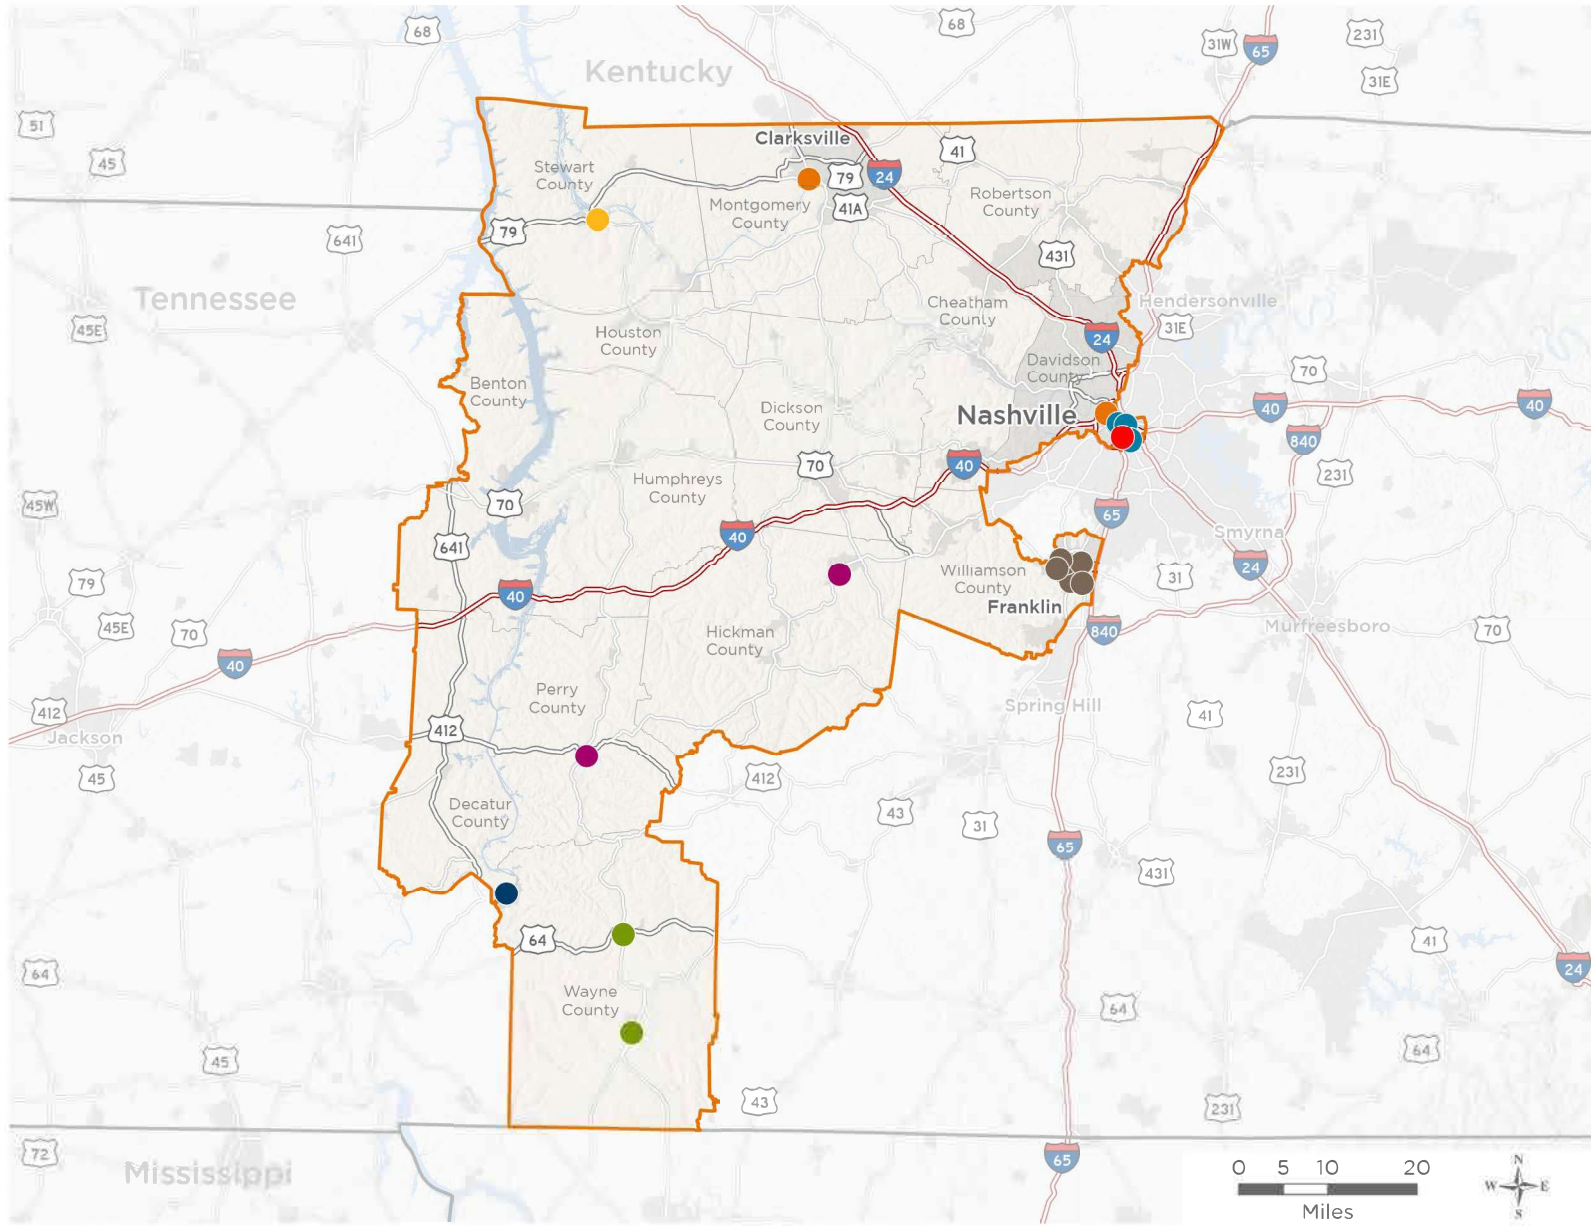 68
68
31W
65
231
31E
Kentucky
51
45
Clarksville
41
Stewart
County
79
24
Montgomery
County
41A
Robertson
County
79
641
431
Tennessee
45E
Houston
County
Cheatham
County
Hendersonville
31E
24
Davidson
County
70
Benton
County
Dickson
County
Nashville
40
40
840
70
40
231
Humphreys
County
45W
70
65
641
40
Smyrna
24
79
40
Williamson
County
31
Franklin
45E
70
840
Murfreesboro
70
40
Hickman
County
Perry
County
Spring Hill
412
41
412
Jackson
45
412
231
Decatur
County
43
31
65
431
64
41
64
24
Wayne
County
64
45
64
43
231
72
65
Mississippi
0 5 10 20
Miles
N
W E
S